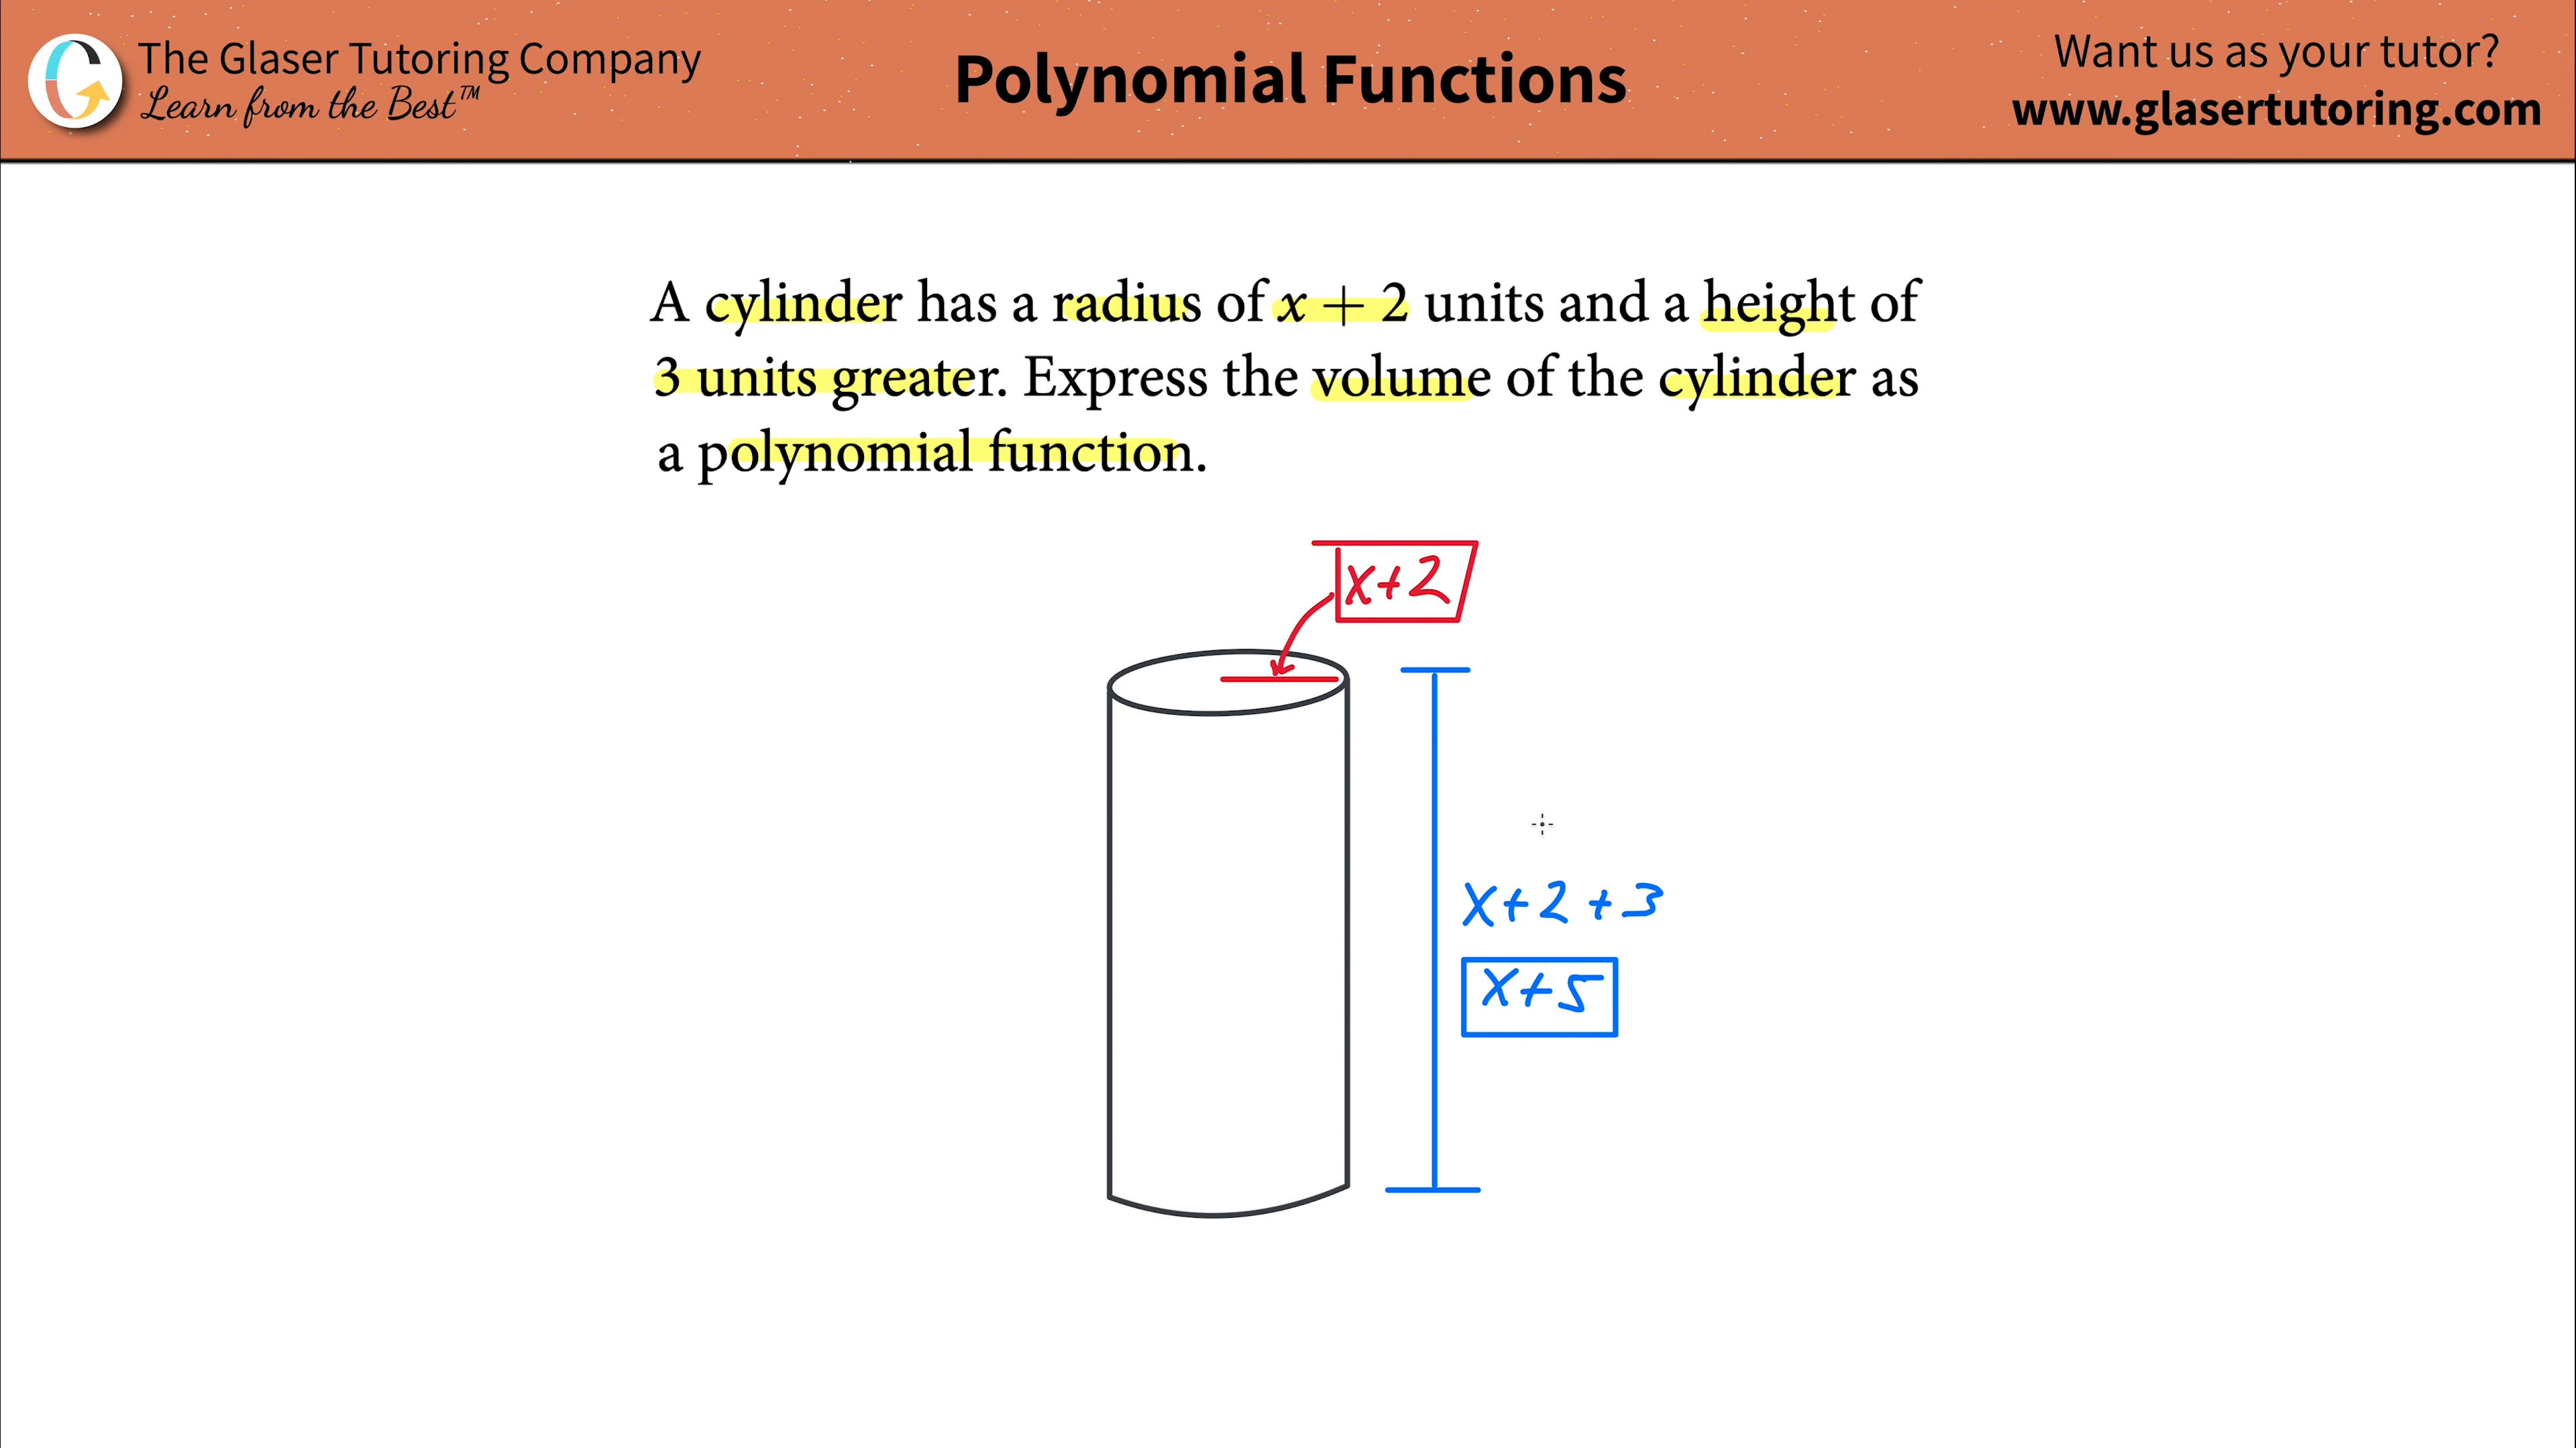 The Glaser Tutoring Company
Learn from the Best™
Polynomial Functions
Want us as your tutor?
www.glasertutoring.com
A cylinder has a radius of x + 2 units and a height of
3 units greater. Express the volume of the cylinder as
a polynomial function.
x+2
x+2+3
x+5